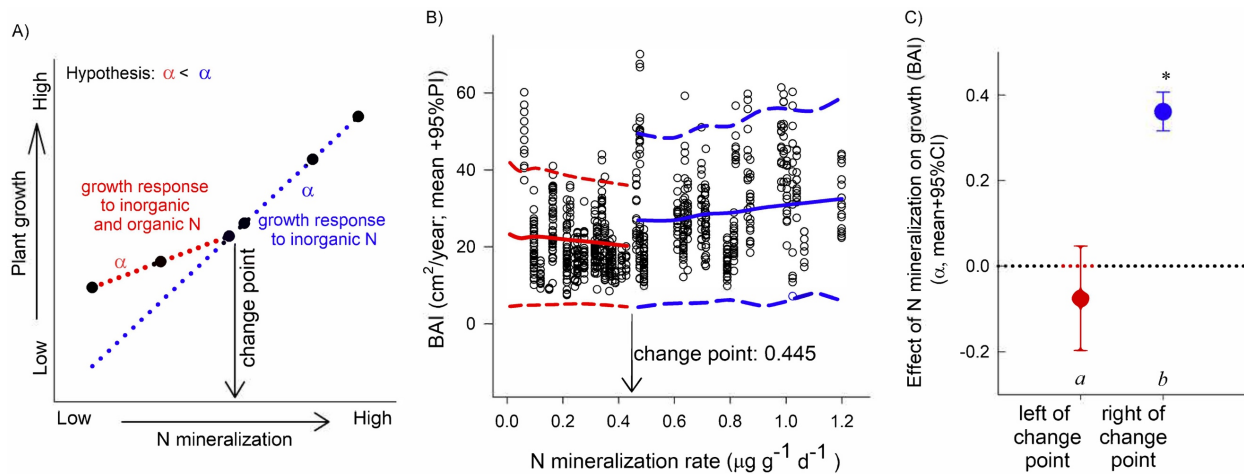 A)
Hypothesis: α < α
High
Plant growth
Low
growth response
to inorganic
and organic N
α
α
growth response
to inorganic N
change point
Low
High
N mineralization
B)
BAI (cm²/year; mean +95%PI)
60
40
20
0
change point: 0.445
0.0 0.2 0.4 0.6 0.8 1.0 1.2
N mineralization rate (μg g⁻¹ d⁻¹)
C)
Effect of N mineralization on growth (BAI)
(α, mean+95%CI)
0.4
0.2
0.0
-0.2
*
a b
left of
change
point
right of
change
point